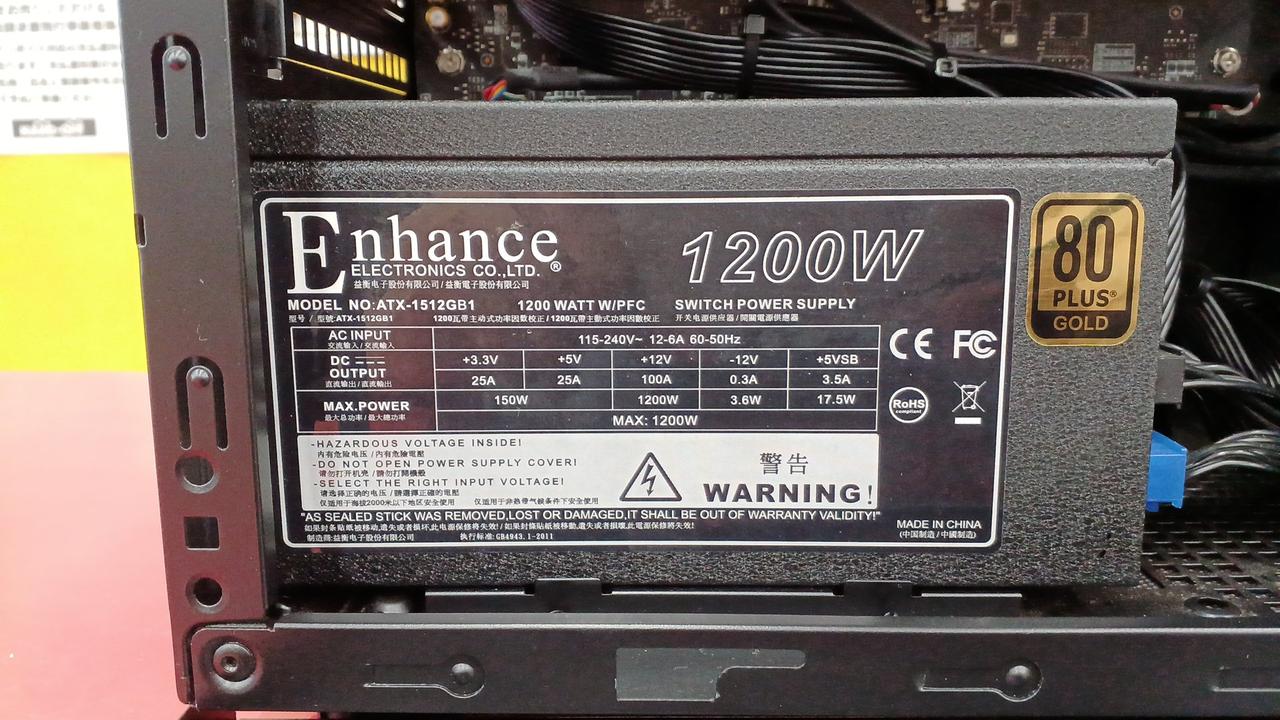 Enhance
ELECTRONICS CO.,LTD.®
益衡电子股份有限公司 / 益衡電子股份有限公司
1200W
MODEL NO:ATX-1512GB1 1200 WATT W/PFC SWITCH POWER SUPPLY
型号 / 型號:ATX-1512GB1 1200瓦带主动式功率因数校正 / 1200瓦帶主動式功率因數校正 开关电源供应器 / 開關電源供應器
AC INPUT 115-240V~ 12-6A 60-50Hz
交流输入 / 交流輸入
DC OUTPUT +3.3V +5V +12V -12V +5VSB
直流输出 / 直流輸出 25A 25A 100A 0.3A 3.5A
MAX.POWER 150W 1200W 3.6W 17.5W
最大总功率 / 最大總功率 MAX: 1200W
CE FC
RoHS
compliant
-HAZARDOUS VOLTAGE INSIDE!
内有危险电压 / 內有危險電壓
-DO NOT OPEN POWER SUPPLY COVER!
请勿打开机壳 / 請勿打開機殼
-SELECT THE RIGHT INPUT VOLTAGE!
请选择正确的电压 / 請選擇正確的電壓
仅适用于海拔2000米以下地区安全使用 仅适用于非热带气候条件下安全使用
警告
WARNING!
"AS SEALED STICK WAS REMOVED,LOST OR DAMAGED,IT SHALL BE OUT OF WARRANTY VALIDITY!"
如果封条贴纸被移动,遗失或者损坏,此电源保修将失效! / 如果封條貼紙被移動,遺失或者損壞,此電源保修將失效!
制造商:益衡电子股份有限公司 执行标准:GB4943.1-2011
MADE IN CHINA
(中国制造 / 中國製造)
80
PLUS®
GOLD